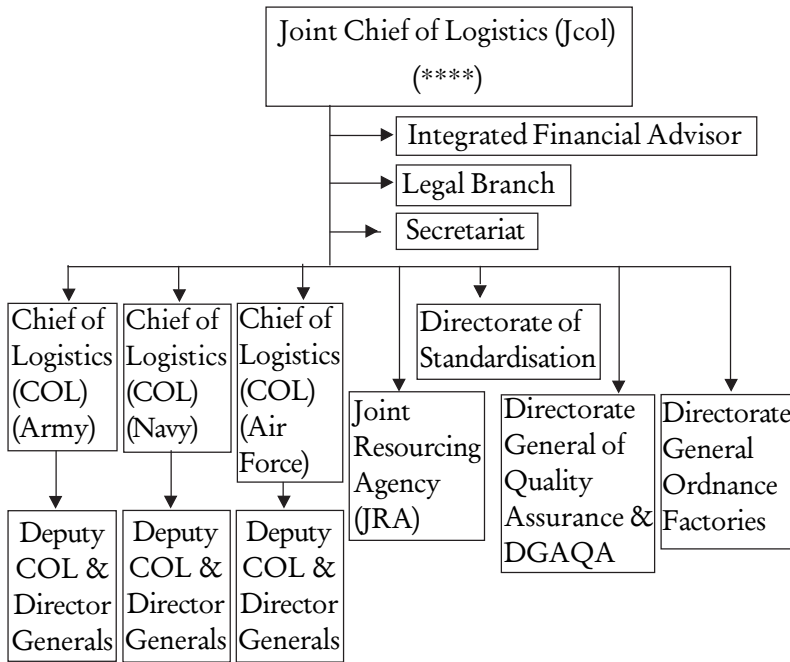 Joint Chief of Logistics (Jcol)
(****)
Integrated Financial Advisor
Legal Branch
Secretariat
Chief of
Logistics
(COL)
(Army)
Chief of
Logistics
(COL)
(Navy)
Chief of
Logistics
(COL)
(Air
Force)
Joint
Resourcing
Agency
(JRA)
Directorate of
Standardisation
Directorate
General of
Quality
Assurance &
DGAQA
Directorate
General
Ordnance
Factories
Deputy
COL &
Director
Generals
Deputy
COL &
Director
Generals
Deputy
COL &
Director
Generals